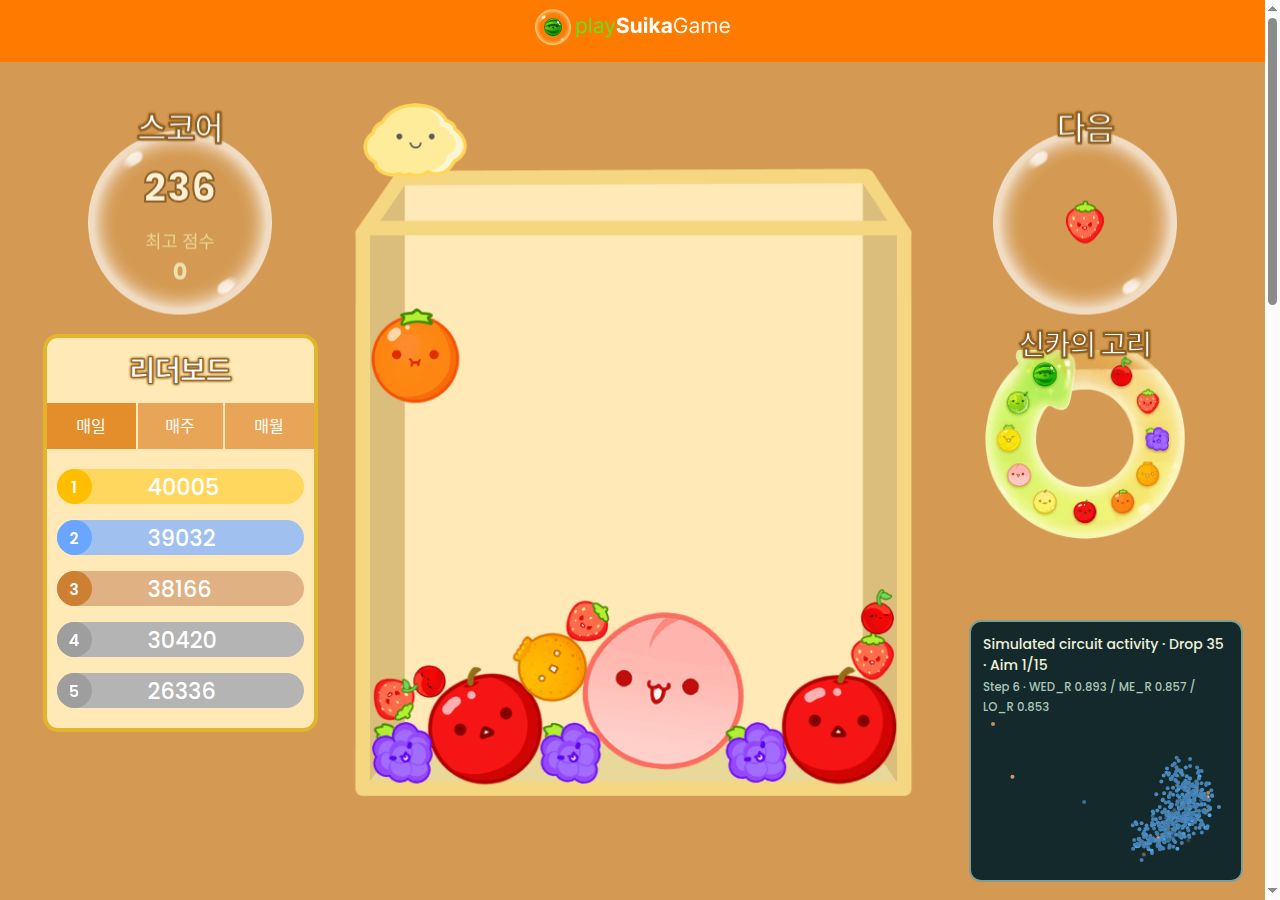 playSuikaGame
스코어
236
최고 점수
0
리더보드
매일 매주 매월
1 40005
2 39032
3 38166
4 30420
5 26336
다음
신카의 고리
Simulated circuit activity · Drop 35
· Aim 1/15
Step 6 · WED_R 0.893 / ME_R 0.857 /
LO_R 0.853